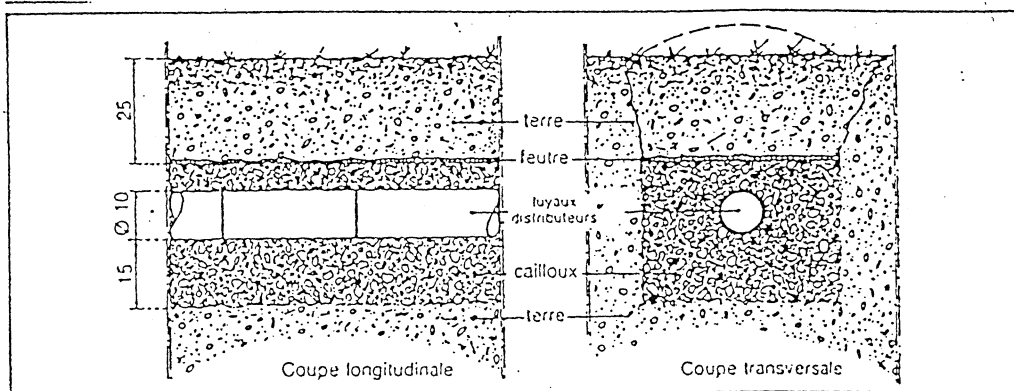 25
Ø 10
15
terre
feutre
tuyaux
distributeurs
cailloux
terre
Coupe longitudinale
Coupe transversale